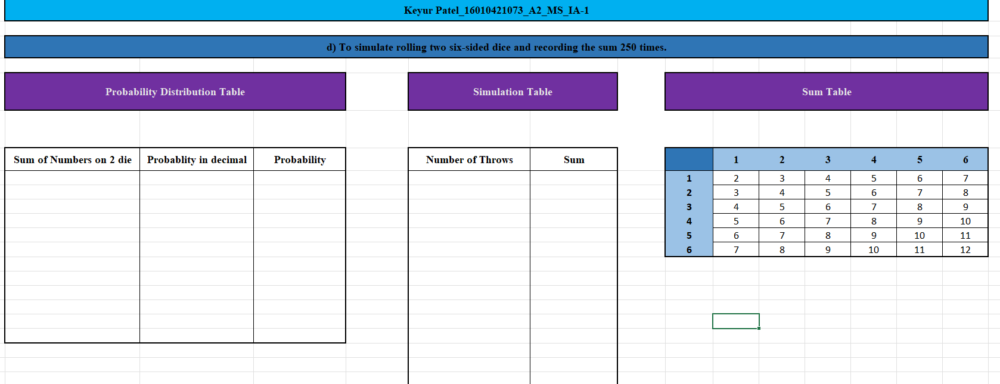 Keyur Patel_16010421073_A2_MS_IA-1
d) To simulate rolling two six-sided dice and recording the sum 250 times.
Probability Distribution Table
Simulation Table
Sum Table
Sum of Numbers on 2 die Probablity in decimal Probability
Number of Throws Sum
1 2 3 4 5 6
1 2 3 4 5 6 7
2 3 4 5 6 7 8
3 4 5 6 7 8 9
4 5 6 7 8 9 10
5 6 7 8 9 10 11
6 7 8 9 10 11 12